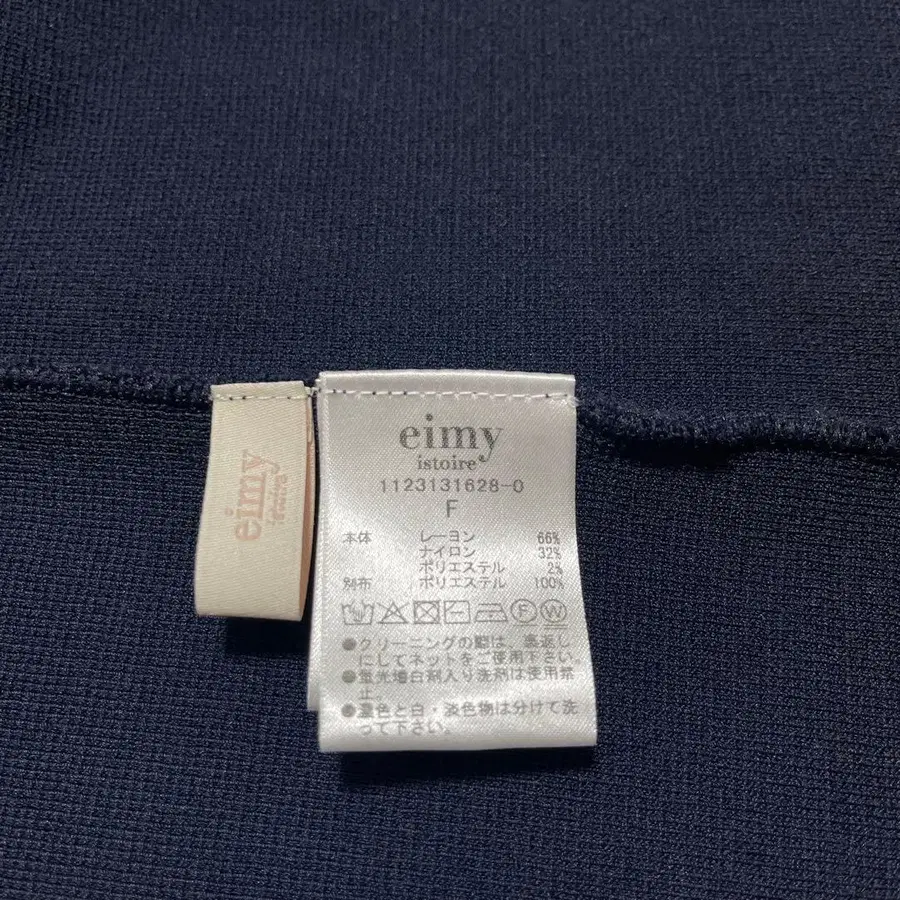 eimy
istoire
eimy
istoire
1123131628-0
F
本体 レーヨン 66%
ナイロン 32%
ポリエステル 2%
別布 ポリエステル 100%
F W
●クリーニングの際は、裏返し
にしてネットをご使用下さい。
●蛍光増白剤入り洗剤は使用禁
止。
●濃色と白・淡色物は分けて洗
って下さい。